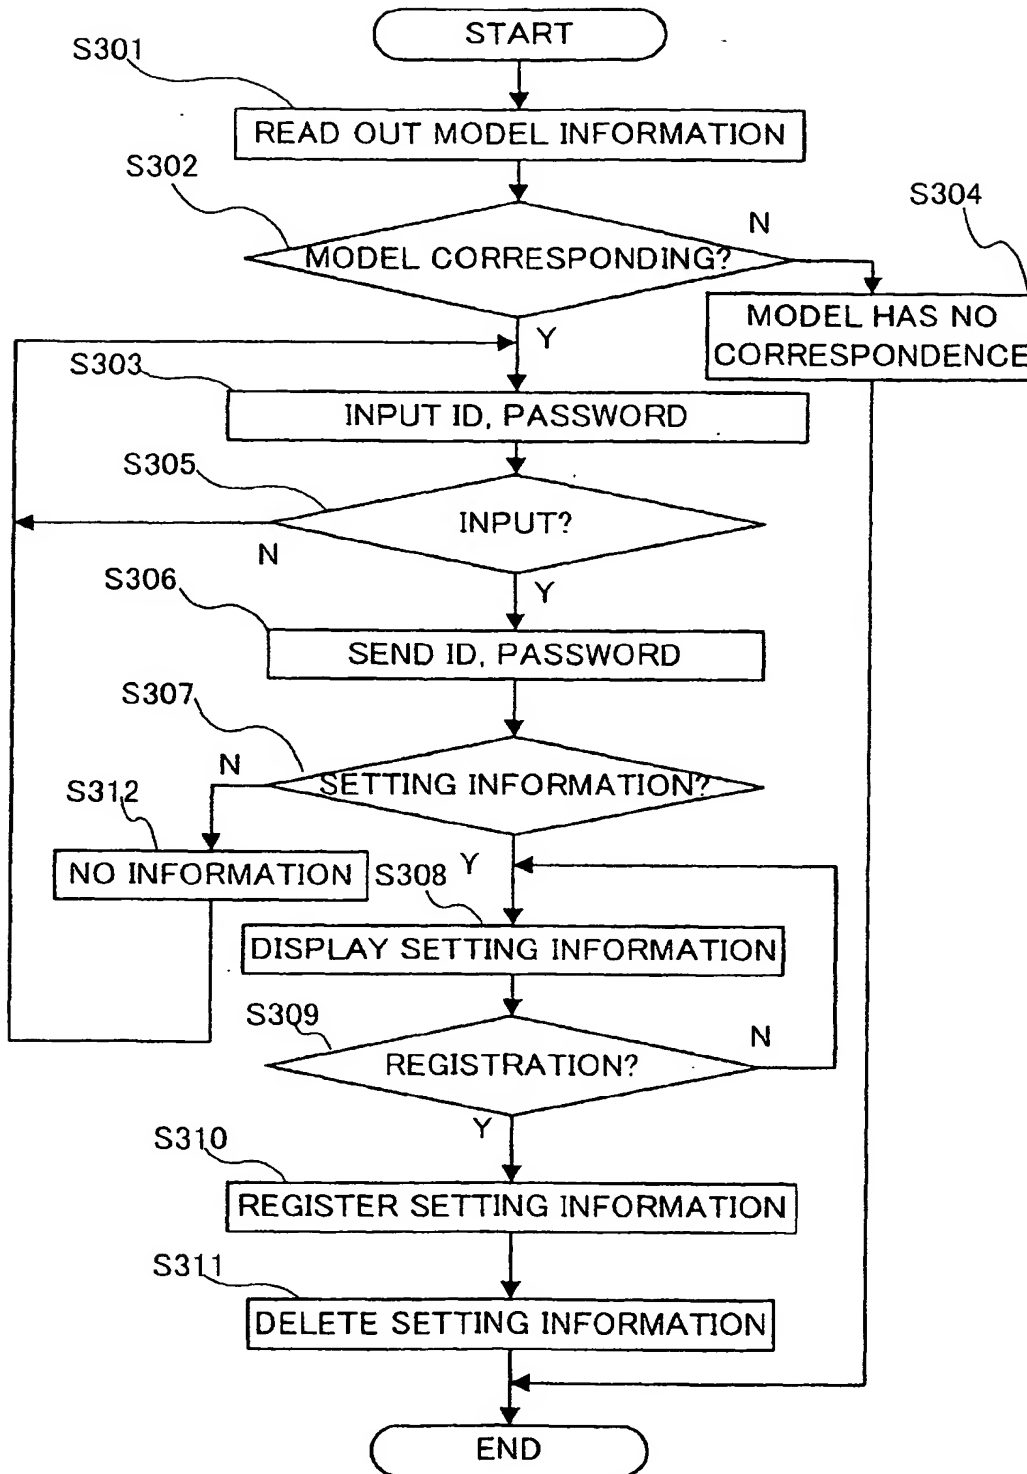 START
S301
READ OUT MODEL INFORMATION
S302
MODEL CORRESPONDING?
N
S304
MODEL HAS NO
CORRESPONDENCE
Y
S303
INPUT ID, PASSWORD
S305
INPUT?
N
Y
S306
SEND ID, PASSWORD
S307
SETTING INFORMATION?
N
S312
NO INFORMATION
Y
S308
DISPLAY SETTING INFORMATION
S309
REGISTRATION?
N
Y
S310
REGISTER SETTING INFORMATION
S311
DELETE SETTING INFORMATION
END